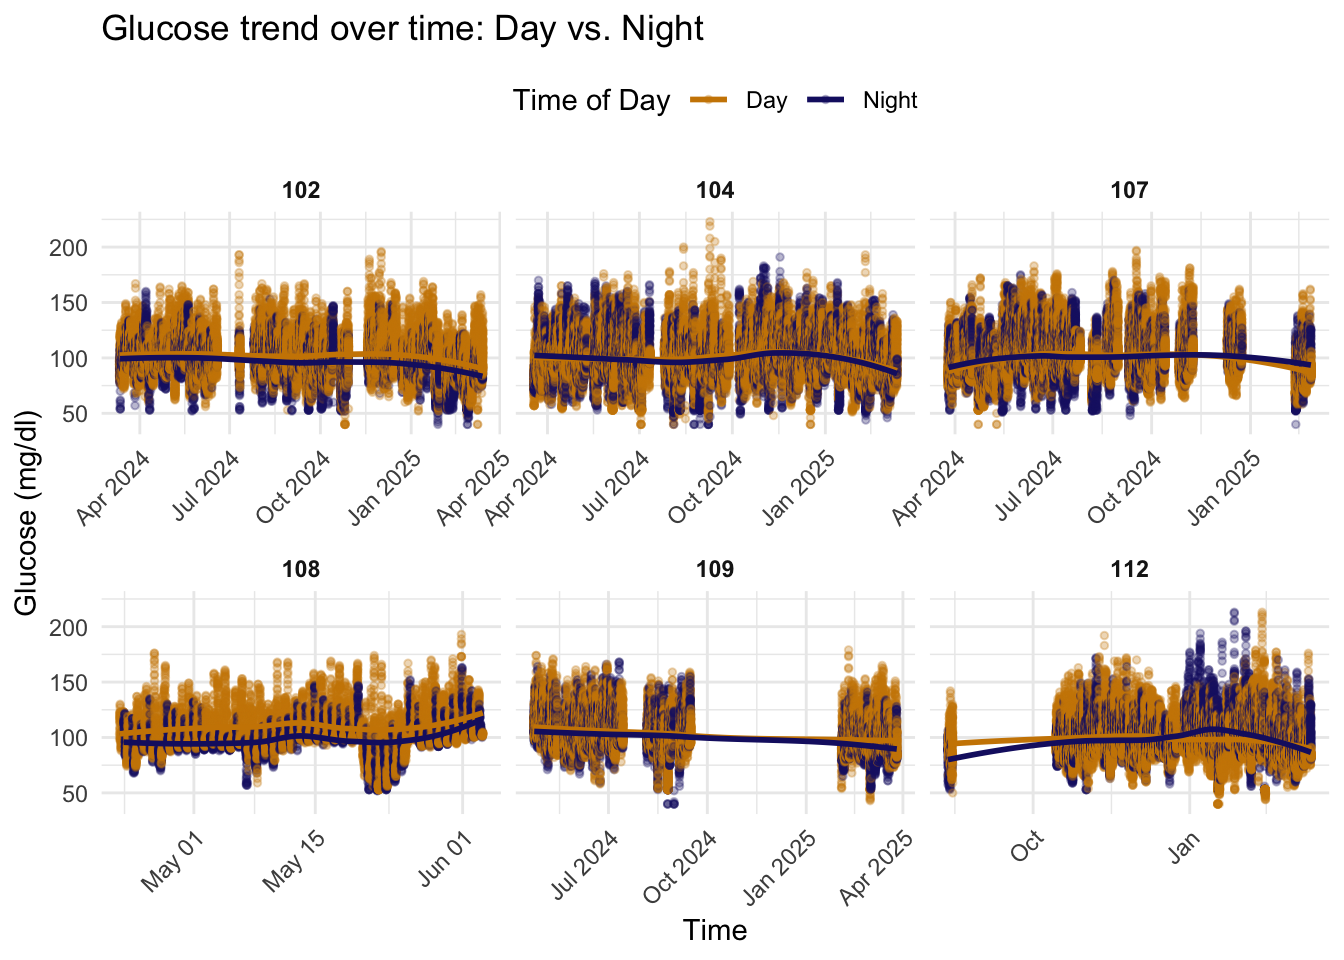 Glucose trend over time: Day vs. Night
Time of Day Day Night
102 104 107
200
150
100
50
Apr 2024 Jul 2024 Oct 2024 Jan 2025 Apr 2025 Apr 2024 Jul 2024 Oct 2024 Jan 2025 Apr 2024 Jul 2024 Oct 2024 Jan 2025
Glucose (mg/dl)
108 109 112
200
150
100
50
May 01 May 15 Jun 01 Jul 2024 Oct 2024 Jan 2025 Apr 2025 Oct Jan
Time